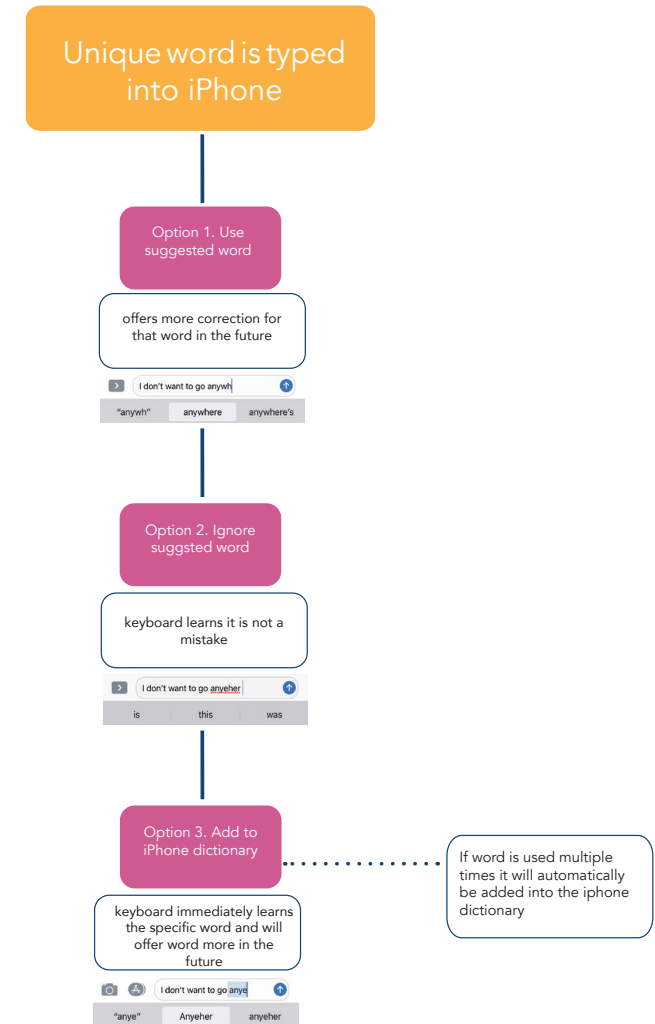 Unique word is typed
into iPhone
Option 1. Use
suggested word
offers more correction for
that word in the future
I don't want to go anywh
"anywh" anywhere anywhere's
Option 2. Ignore
suggsted word
keyboard learns it is not a
mistake
I don't want to go anyeher
is this was
Option 3. Add to
iPhone dictionary
If word is used multiple
times it will automatically
be added into the iphone
dictionary
keyboard immediately learns
the specific word and will
offer word more in the
future
I don't want to go anye
"anye" Anyeher anyeher